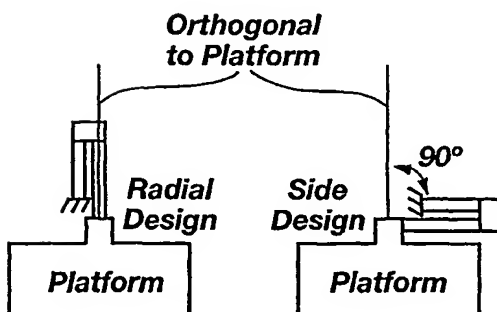 Orthogonal
to Platform
90°
Radial
Design
Side
Design
Platform
Platform